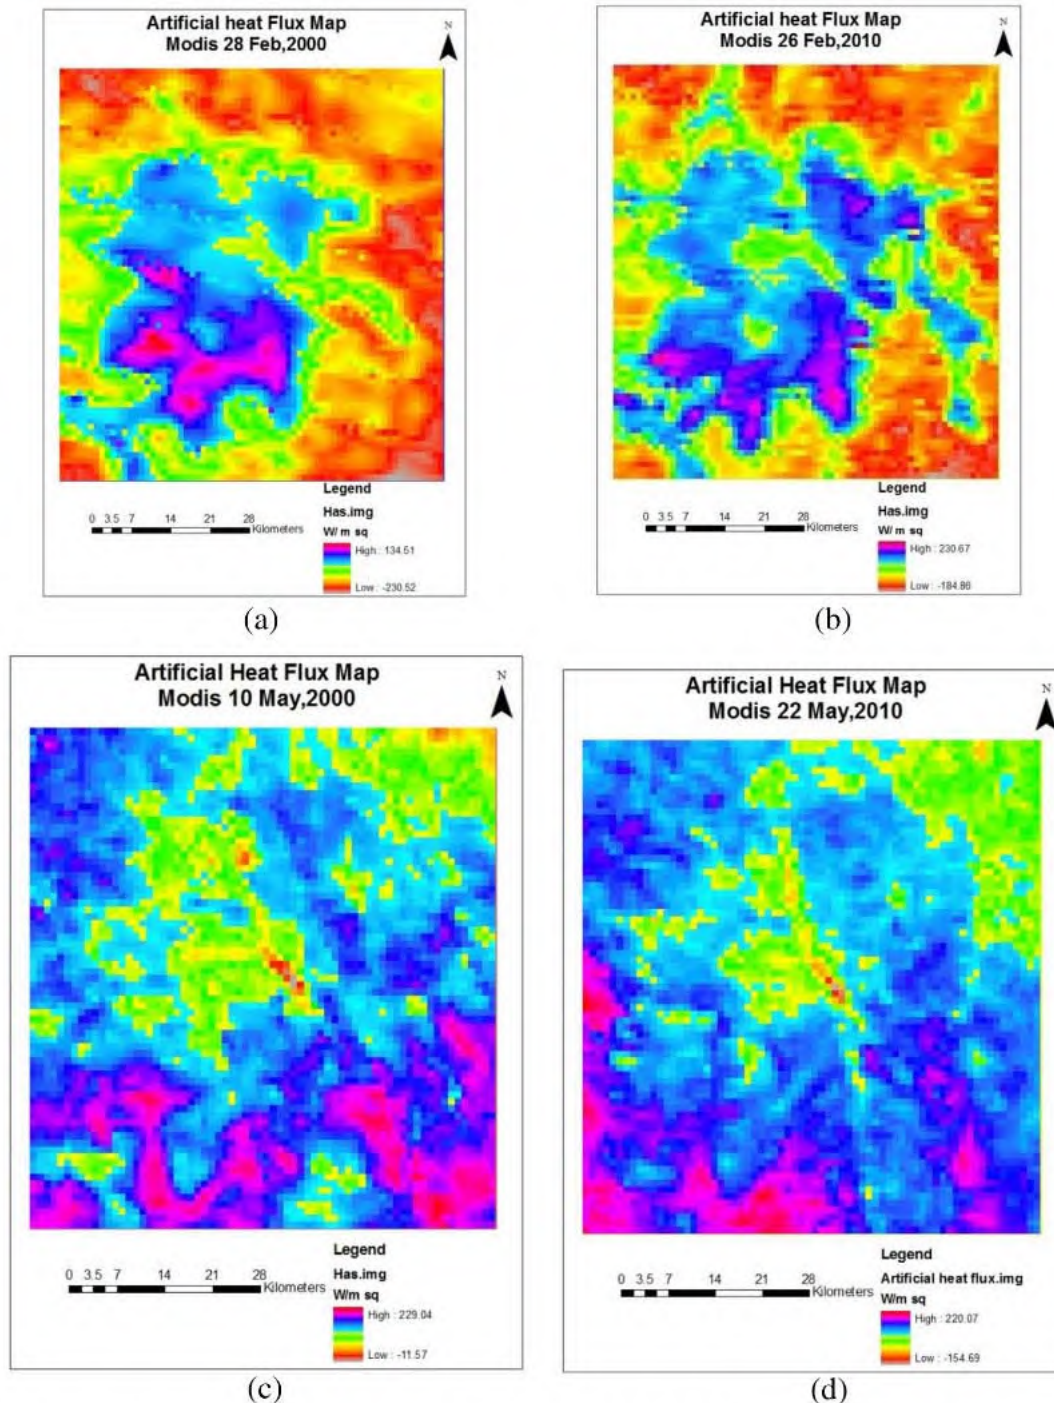 Artificial heat Flux Map
Modis 28 Feb,2000
N
0 3.5 7 14 21 28
Kilometers
Legend
Has.img
W/ m sq
High : 134.51
Low : -230.52
(a)
Artificial heat Flux Map
Modis 26 Feb,2010
N
0 3.5 7 14 21 28
Kilometers
Legend
Has.img
W/ m sq
High : 230.67
Low : -184.86
(b)
Artificial Heat Flux Map
Modis 10 May,2000
N
0 3.5 7 14 21 28
Kilometers
Legend
Has.img
W/m sq
High : 229.04
Low : -11.57
(c)
Artificial Heat Flux Map
Modis 22 May,2010
N
0 3.5 7 14 21 28
Kilometers
Legend
Artificial heat flux.img
W/m sq
High : 220.07
Low : -154.69
(d)